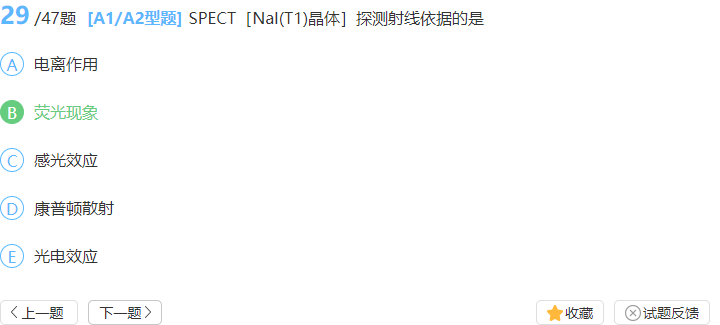 29 /47题 [A1/A2型题] SPECT［NaI(T1)晶体］探测射线依据的是
A 电离作用
B 荧光现象
C 感光效应
D 康普顿散射
E 光电效应
上一题 下一题 收藏 试题反馈